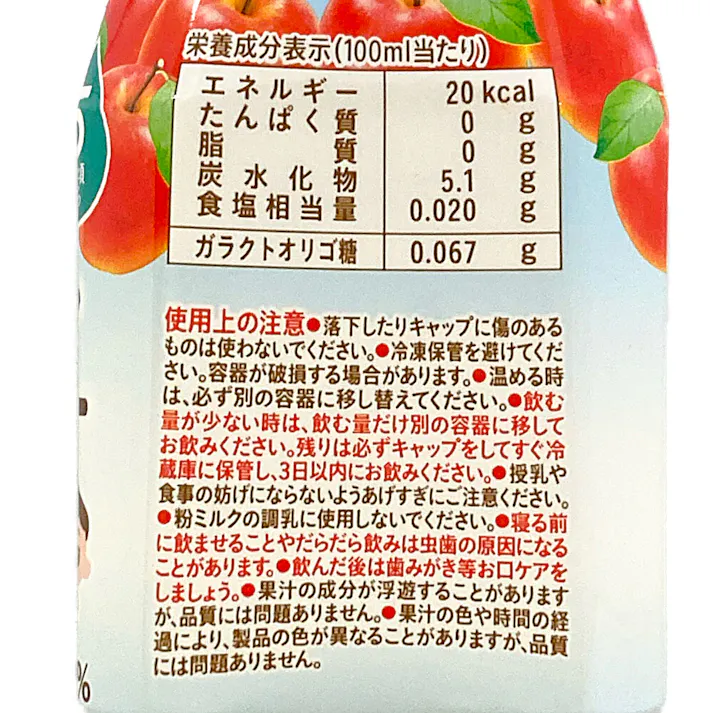 栄養成分表示(100ml当たり)
エネルギー 20 kcal
たんぱく質 0 g
脂質 0 g
炭水化物 5.1 g
食塩相当量 0.020 g
ガラクトオリゴ糖 0.067 g
使用上の注意●落下したりキャップに傷のある
ものは使わないでください。●冷凍保管を避けてくだ
さい。容器が破損する場合があります。●温める時
は、必ず別の容器に移し替えてください。●飲む
量が少ない時は、飲む量だけ別の容器に移して
お飲みください。残りは必ずキャップをしてすぐ冷
蔵庫に保管し、3日以内にお飲みください。●授乳や
食事の妨げにならないようあげすぎにご注意ください。
●粉ミルクの調乳に使用しないでください。●寝る前
に飲ませることやだらだら飲みは虫歯の原因になる
ことがあります。●飲んだ後は歯みがき等お口ケアを
しましょう。●果汁の成分が浮遊することがあります
が、品質には問題ありません。●果汁の色や時間の経
過により、製品の色が異なることがありますが、品質
には問題ありません。
%